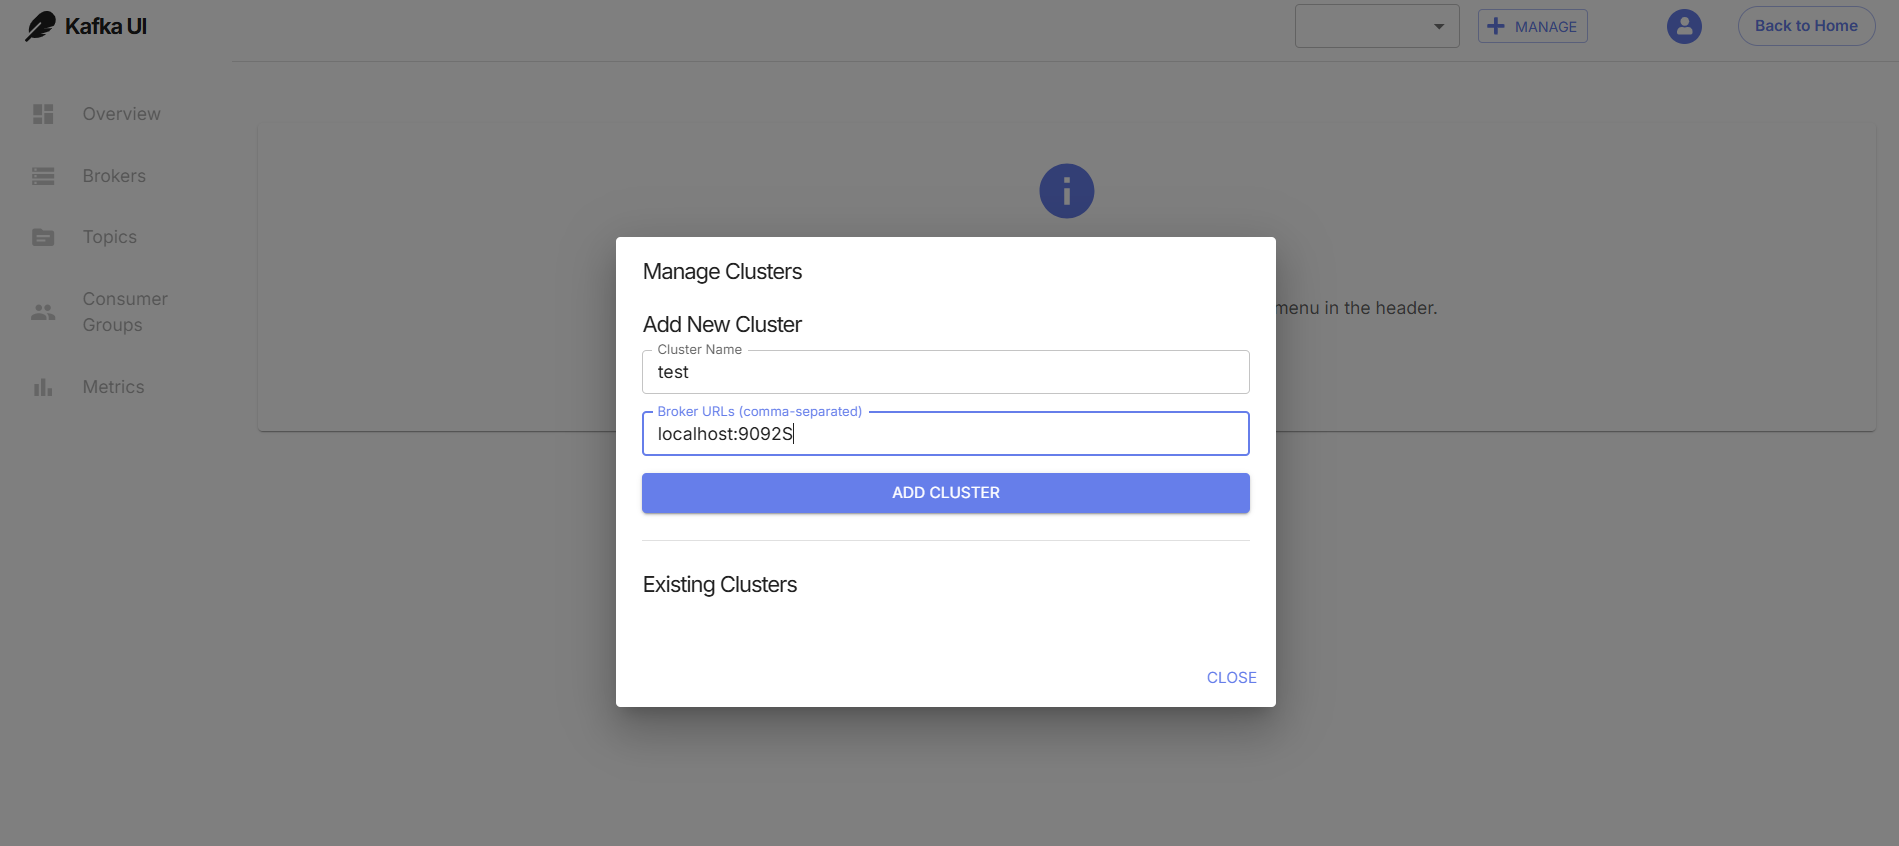 Kafka UI
MANAGE
Back to Home
Overview
Brokers
Topics
Consumer
Groups
Metrics
menu in the header.
Manage Clusters
Add New Cluster
Cluster Name
test
Broker URLs (comma-separated)
localhost:9092S
ADD CLUSTER
Existing Clusters
CLOSE